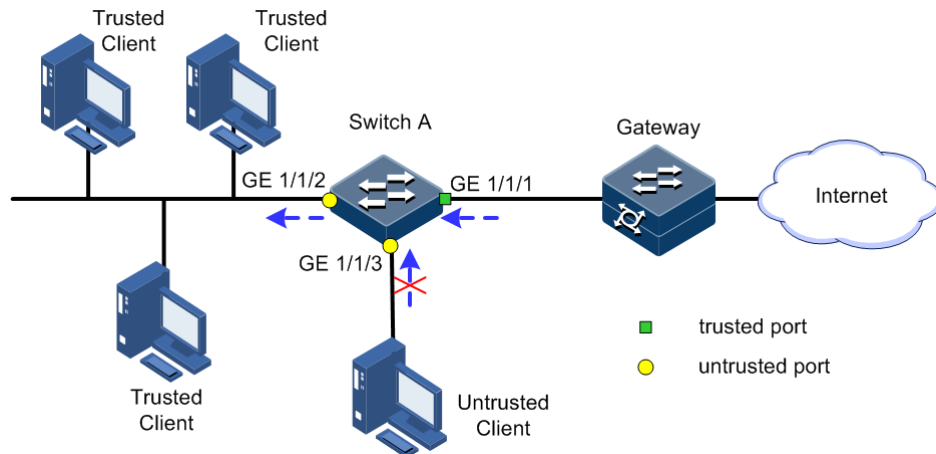 Trusted
Client
Trusted
Client
Switch A
Gateway
GE 1/1/2
GE 1/1/1
Internet
GE 1/1/3
trusted port
untrusted port
Trusted
Client
Untrusted
Client